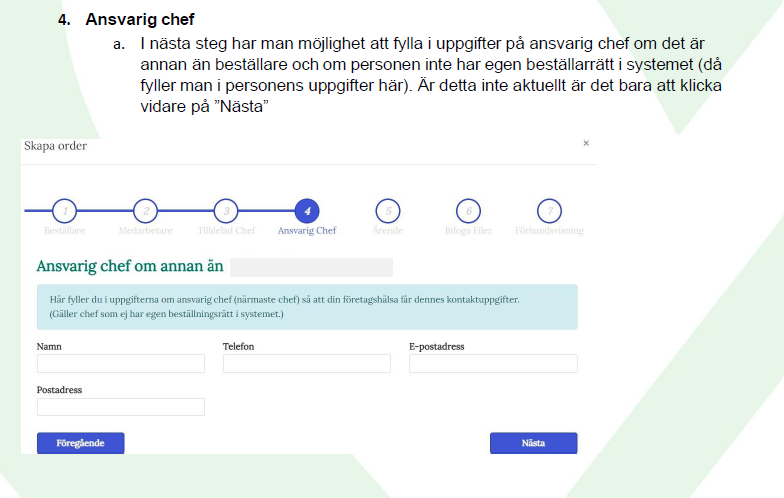 4. Ansvarig chef
a. I nästa steg har man möjlighet att fylla i uppgifter på ansvarig chef om det är
annan än beställare och om personen inte har egen beställarrätt i systemet (då
fyller man i personens uppgifter här). Är detta inte aktuellt är det bara att klicka
vidare på ”Nästa”
Skapa order ×
1 2 3 4 5 6 7
Beställare Medarbetare Tilldelad Chef Ansvarig Chef Ärende Bifoga Filer Förhandsvisning
Ansvarig chef om annan än
Här fyller du i uppgifterna om ansvarig chef (närmaste chef) så att din företagshälsa får dennes kontaktuppgifter.
(Gäller chef som ej har egen beställningsrätt i systemet.)
Namn Telefon E-postadress
Postadress
Föregående Nästa